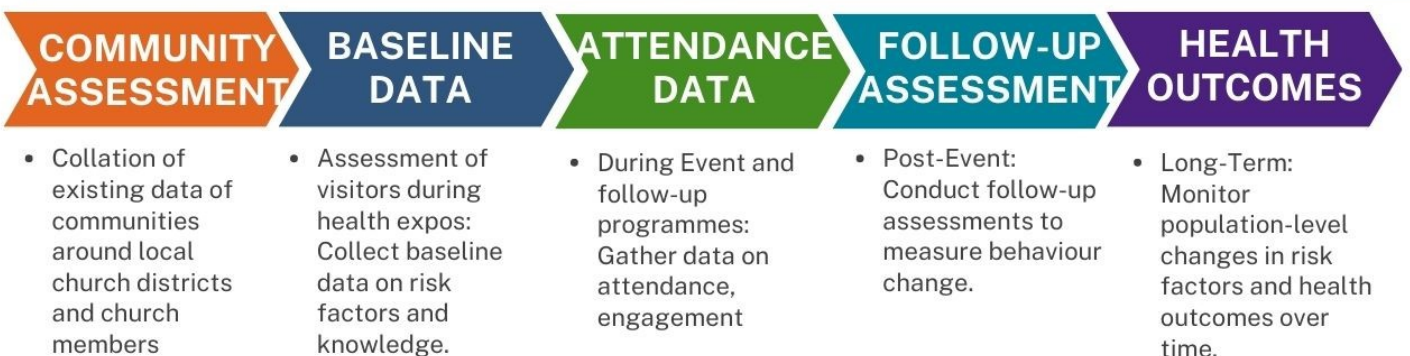 COMMUNITY
ASSESSMENT
BASELINE
DATA
ATTENDANCE
DATA
FOLLOW-UP
ASSESSMENT
HEALTH
OUTCOMES
• Collation of
existing data of
communities
around local
church districts
and church
members
• Assessment of
visitors during
health expos:
Collect baseline
data on risk
factors and
knowledge.
• During Event and
follow-up
programmes:
Gather data on
attendance,
engagement
• Post-Event:
Conduct follow-up
assessments to
measure behaviour
change.
• Long-Term:
Monitor
population-level
changes in risk
factors and health
outcomes over
time.